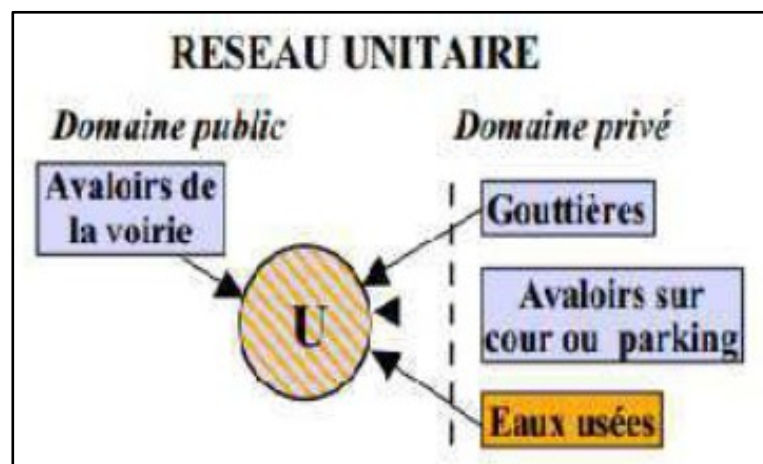 RESEAU UNITAIRE
Domaine public
Domaine privé
Avaloirs de
la voirie
Gouttières
U
Avaloirs sur
cour ou parking
Eaux usées